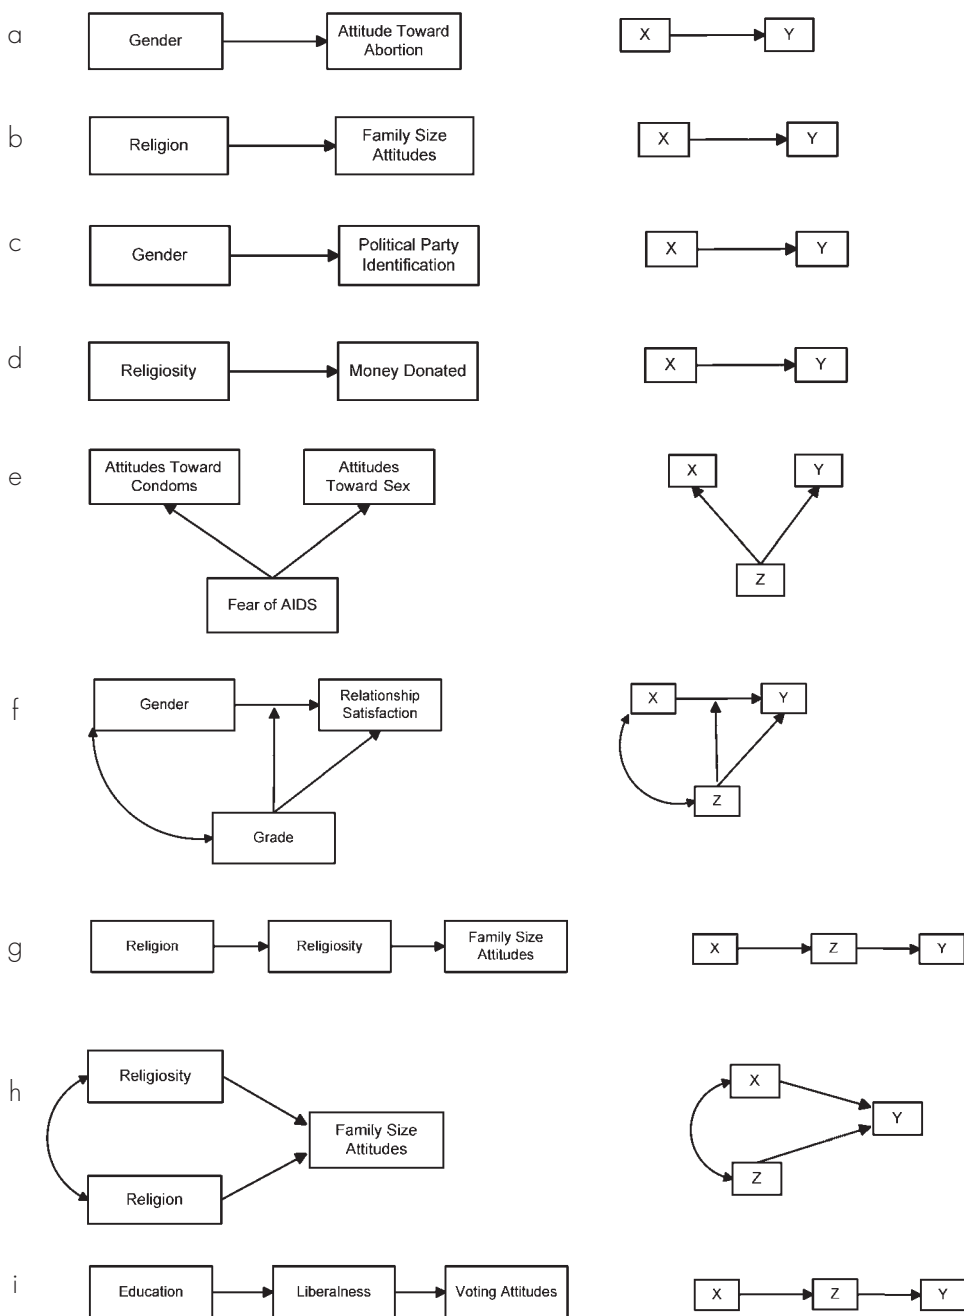 a
Gender
Attitude Toward
Abortion
X
Y
b
Religion
Family Size
Attitudes
X
Y
c
Gender
Political Party
Identification
X
Y
d
Religiosity
Money Donated
X
Y
e
Attitudes Toward
Condoms
Attitudes
Toward Sex
Fear of AIDS
X
Y
Z
f
Gender
Relationship
Satisfaction
Grade
X
Y
Z
g
Religion
Religiosity
Family Size
Attitudes
X
Z
Y
h
Religiosity
Family Size
Attitudes
Religion
X
Y
Z
i
Education
Liberalness
Voting Attitudes
X
Z
Y